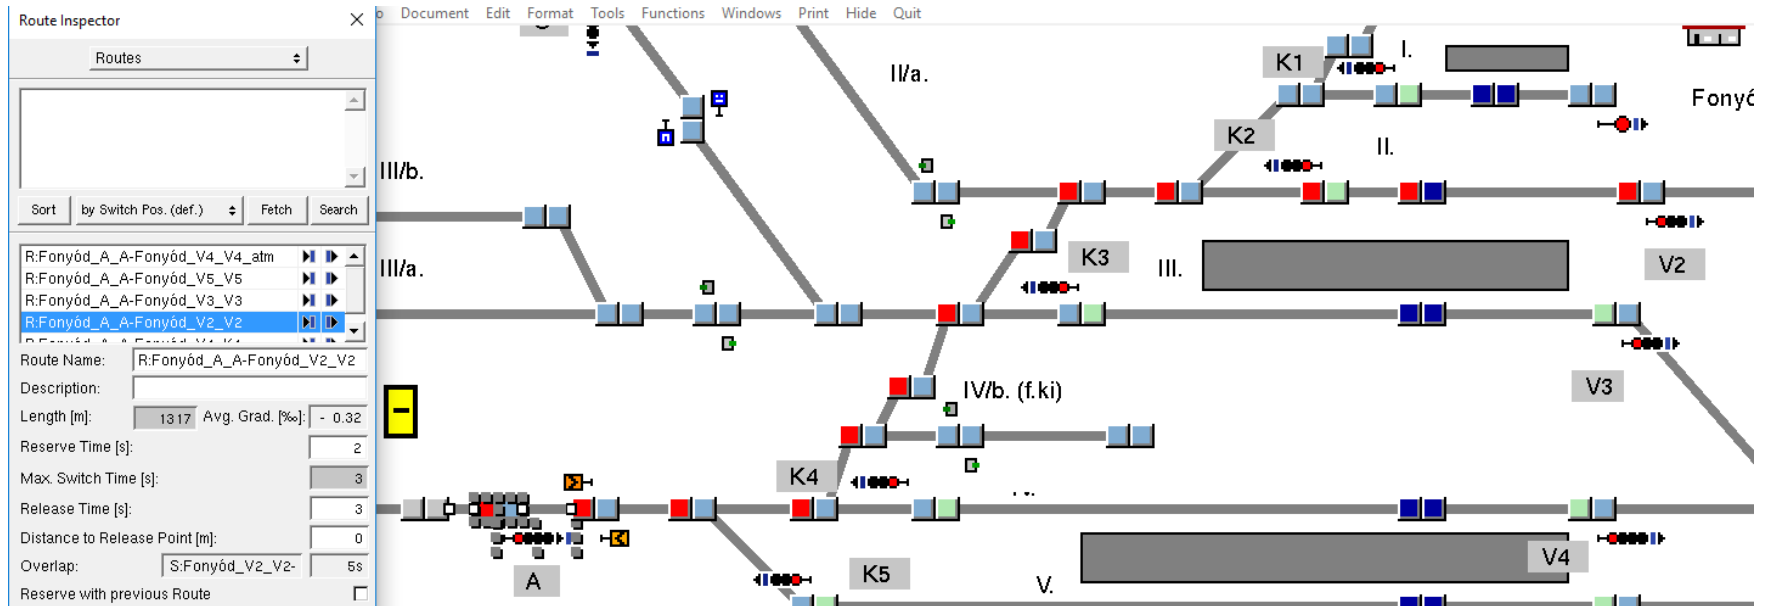 Route Inspector
Document Edit Format Tools Functions Windows Print Hide Quit
Routes
Sort by Switch Pos. (def.) Fetch Search
R:Fonyód_A_A-Fonyód_V4_V4_atm
R:Fonyód_A_A-Fonyód_V5_V5
R:Fonyód_A_A-Fonyód_V3_V3
R:Fonyód_A_A-Fonyód_V2_V2
Route Name: R:Fonyód_A_A-Fonyód_V2_V2
Description:
Length [m]: 1317 Avg. Grad. [‰]: - 0.32
Reserve Time [s]: 2
Max. Switch Time [s]: 3
Release Time [s]: 3
Distance to Release Point [m]: 0
Overlap: S:Fonyód_V2_V2- 5s
Reserve with previous Route
K1
I.
II/a.
Fonyó
K2
II.
III/b.
K3
III.
V2
III/a.
IV/b. (f.ki)
V3
K4
V4
A
K5
V.